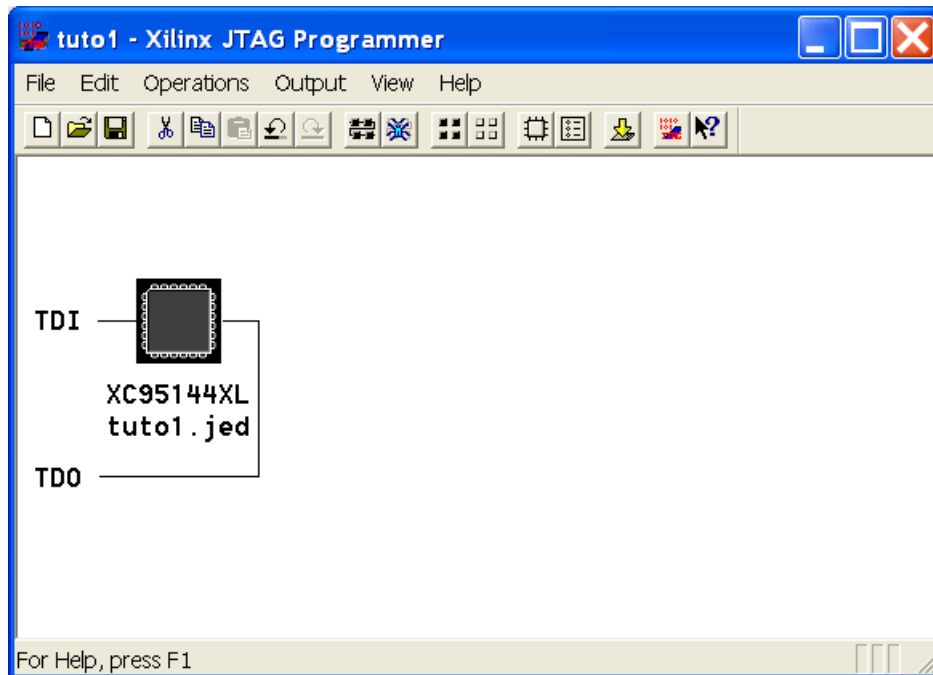 tuto1 - Xilinx JTAG Programmer
File Edit Operations Output View Help
TDI
XC95144XL
tuto1.jed
TDO
For Help, press F1